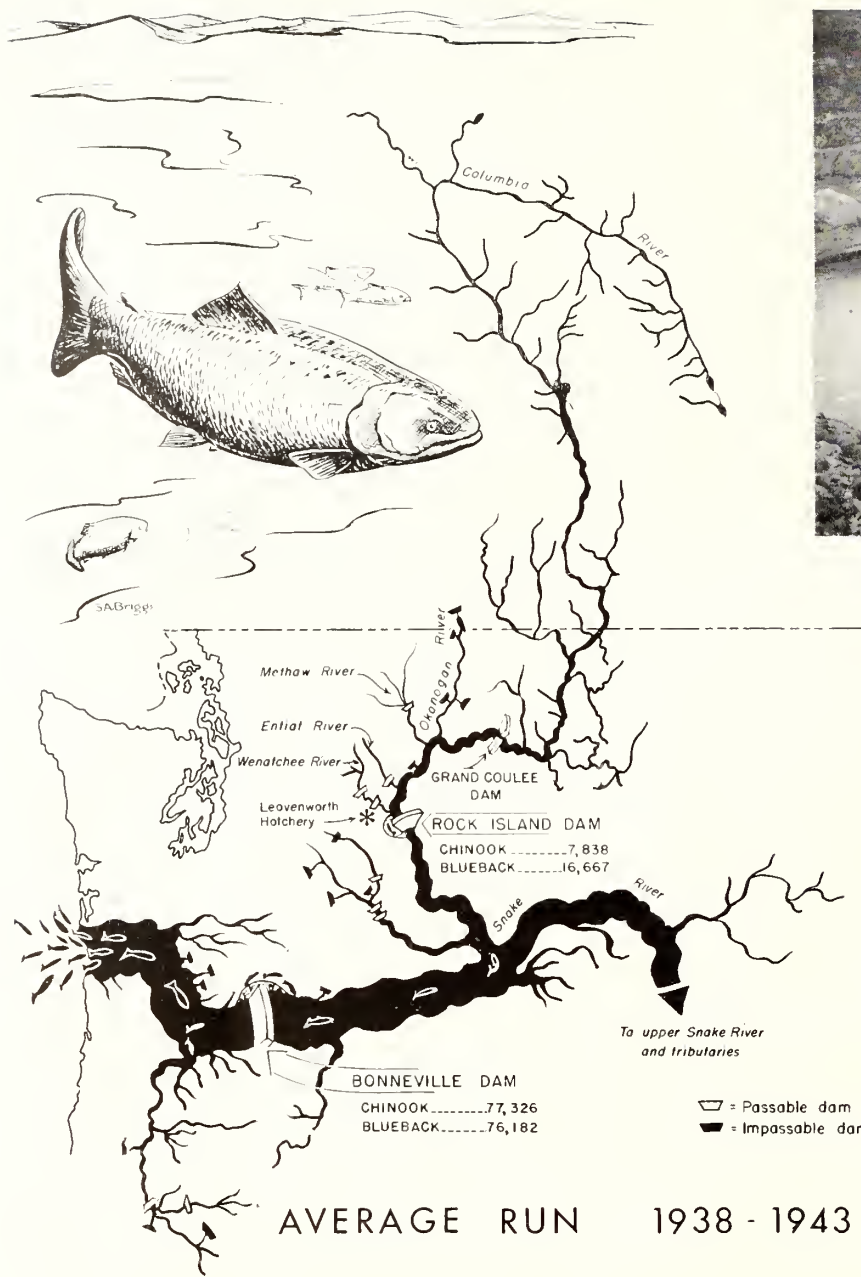 Columbia
River
S.A.Briggs
Methaw River
Okanogan River
Entiat River
Wenatchee River
GRAND COULEE
DAM
Leavenworth
Hatchery
ROCK ISLAND DAM
CHINOOK 7,838
BLUEBACK 16,667
Snake River
To upper Snake River
and tributaries
BONNEVILLE DAM
CHINOOK 77,326
BLUEBACK 76,182
= Passable dam
= Impassable dam
AVERAGE RUN 1938 - 1943